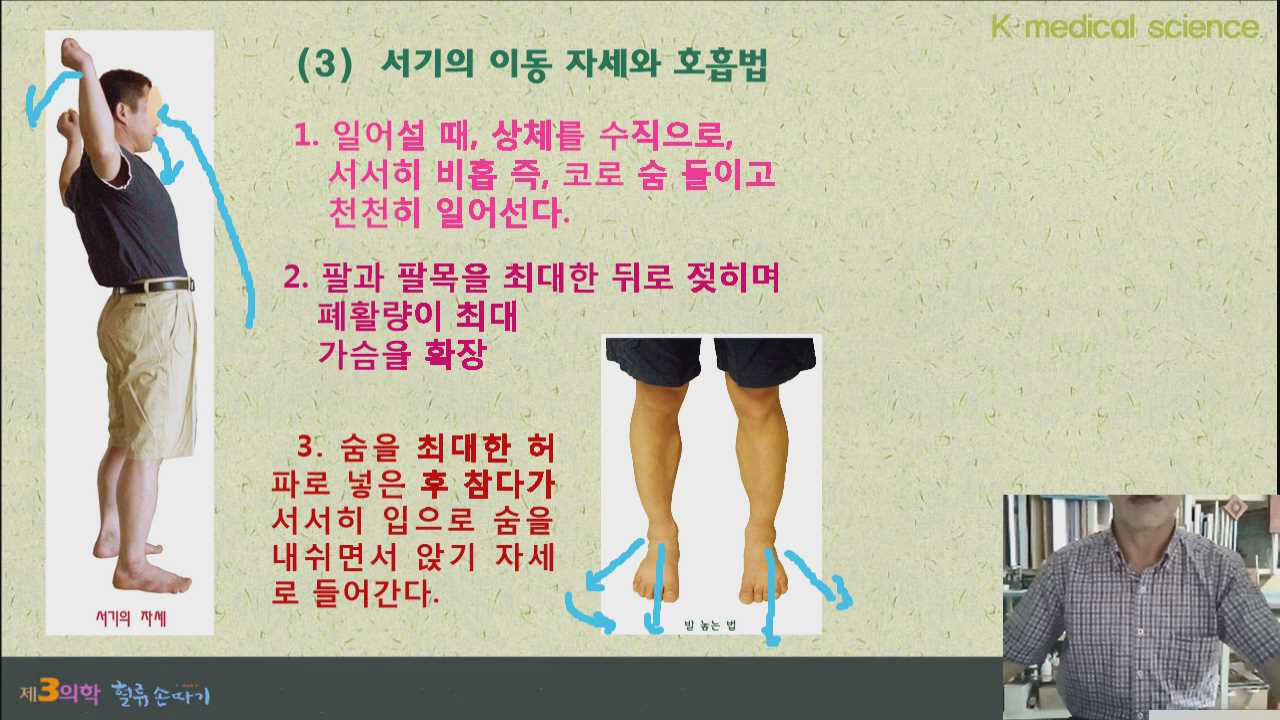 K medical science
(3) 서기의 이동 자세와 호흡법
1. 일어설 때, 상체를 수직으로,
서서히 비흡 즉, 코로 숨 들이고
천천히 일어선다.
2. 팔과 팔목을 최대한 뒤로 젖히며
폐활량이 최대
가슴을 확장
3. 숨을 최대한 허
파로 넣은 후 참다가
서서히 입으로 숨을
내쉬면서 앉기 자세
로 들어간다.
서기의 자세
발 놓는 법
제3의학 혈류 손따기